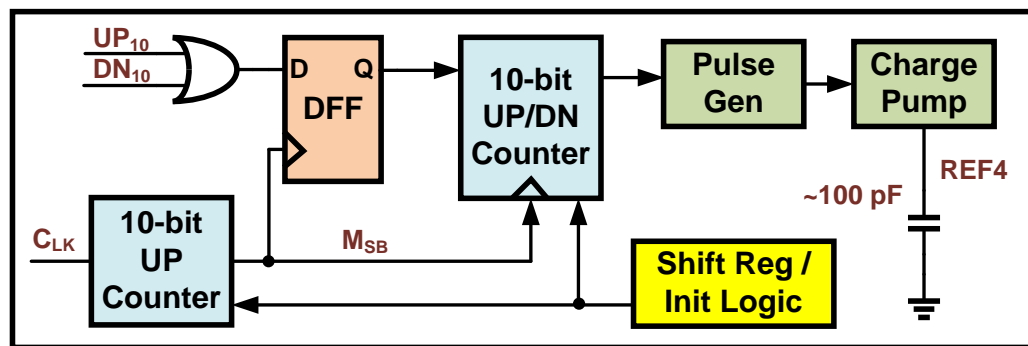 UP10
DN10
D Q
DFF
10-bit
UP/DN
Counter
Pulse
Gen
Charge
Pump
REF4
~100 pF
CLK
10-bit
UP
Counter
MSB
Shift Reg /
Init Logic